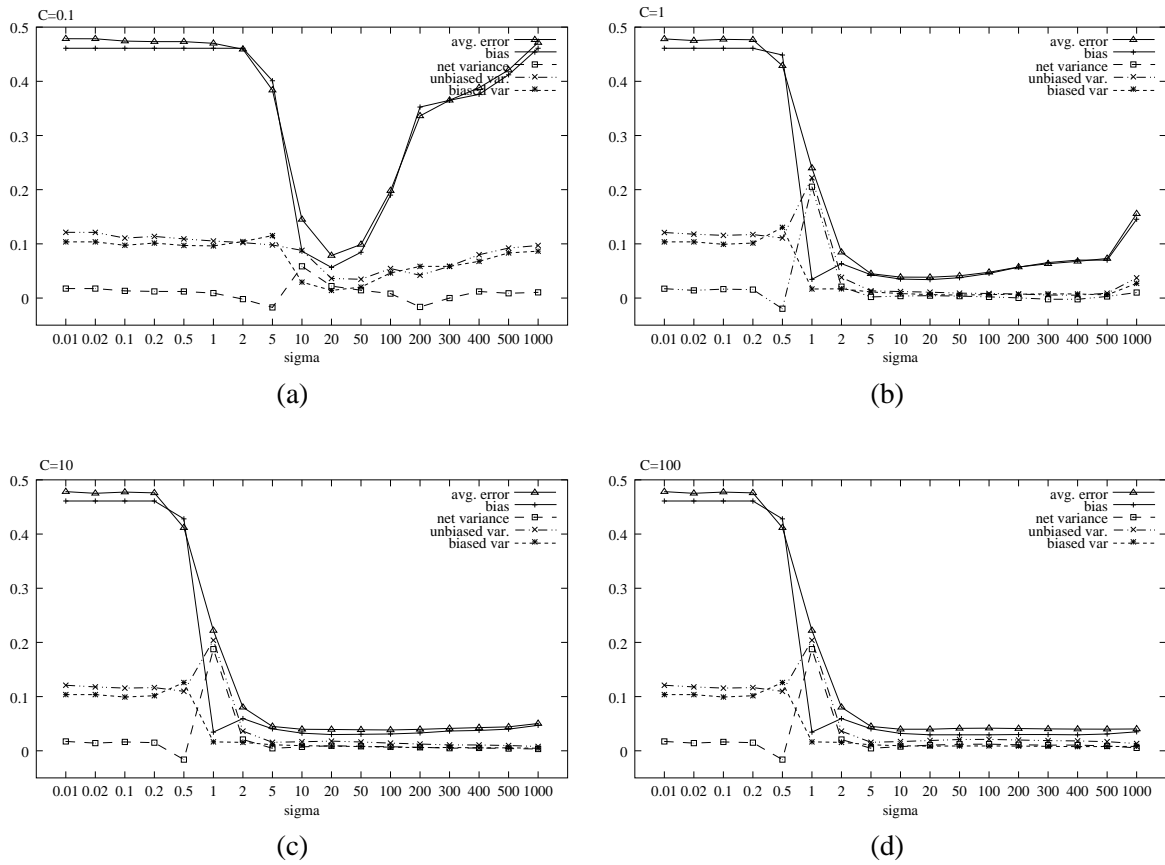 C=0.1
0.5
0.4
0.3
0.2
0.1
0
avg. error
bias
net variance
unbiased var.
biased var
0.01 0.02 0.1 0.2 0.5 1 2 5 10 20 50 100 200 300 400 500 1000
sigma
(a)
C=1
0.5
0.4
0.3
0.2
0.1
0
avg. error
bias
net variance
unbiased var.
biased var
0.01 0.02 0.1 0.2 0.5 1 2 5 10 20 50 100 200 300 400 500 1000
sigma
(b)
C=10
0.5
0.4
0.3
0.2
0.1
0
avg. error
bias
net variance
unbiased var.
biased var
0.01 0.02 0.1 0.2 0.5 1 2 5 10 20 50 100 200 300 400 500 1000
sigma
(c)
C=100
0.5
0.4
0.3
0.2
0.1
0
avg. error
bias
net variance
unbiased var.
biased var
0.01 0.02 0.1 0.2 0.5 1 2 5 10 20 50 100 200 300 400 500 1000
sigma
(d)